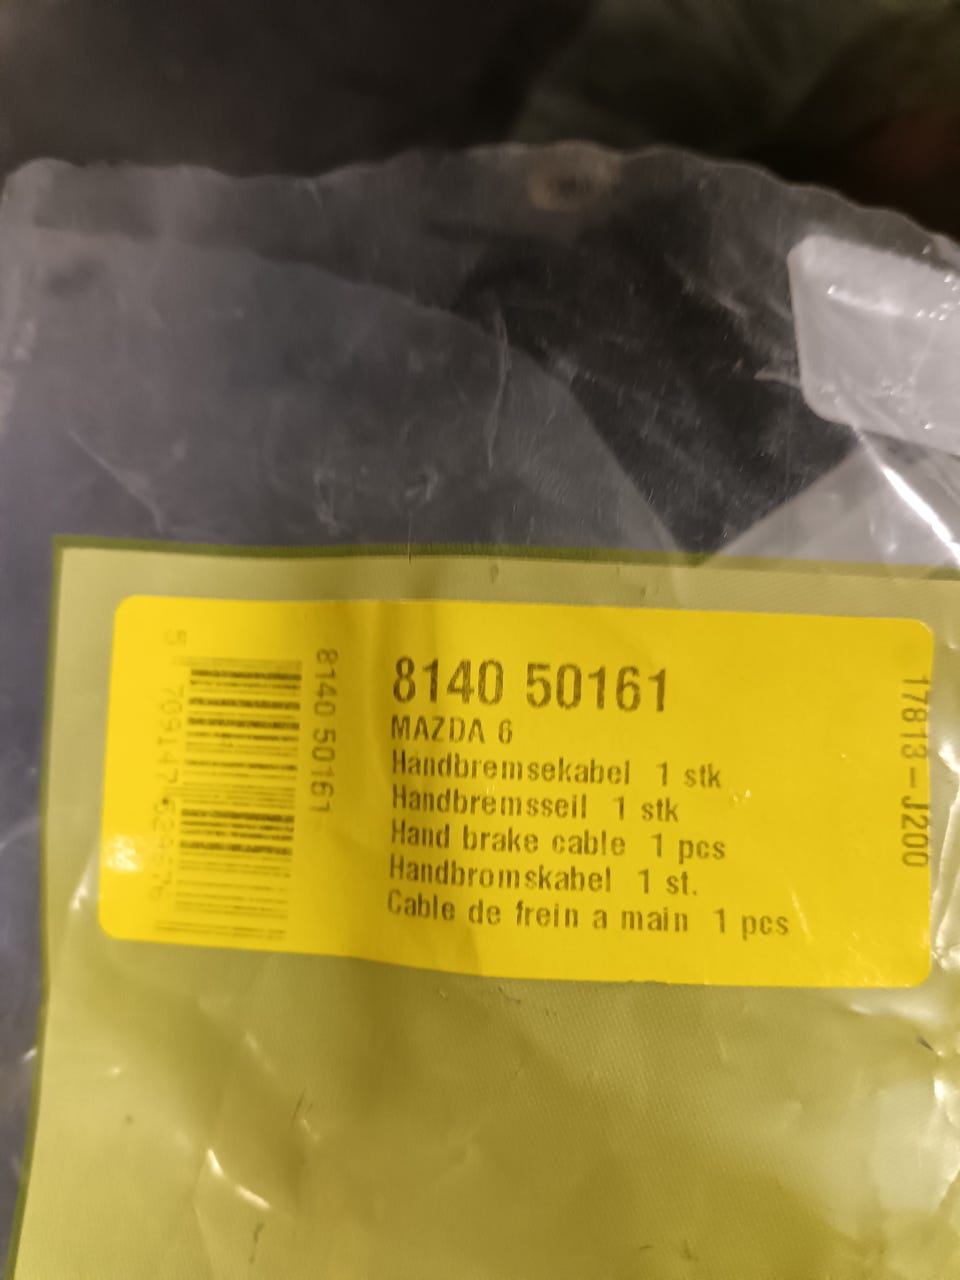 8140 50161
8140 50161
MAZDA 6
Handbremsekabel 1 stk
Handbremsseil 1 stk
Hand brake cable 1 pcs
Handbromskabel 1 st.
Cable de frein a main 1 pcs
17813-J200